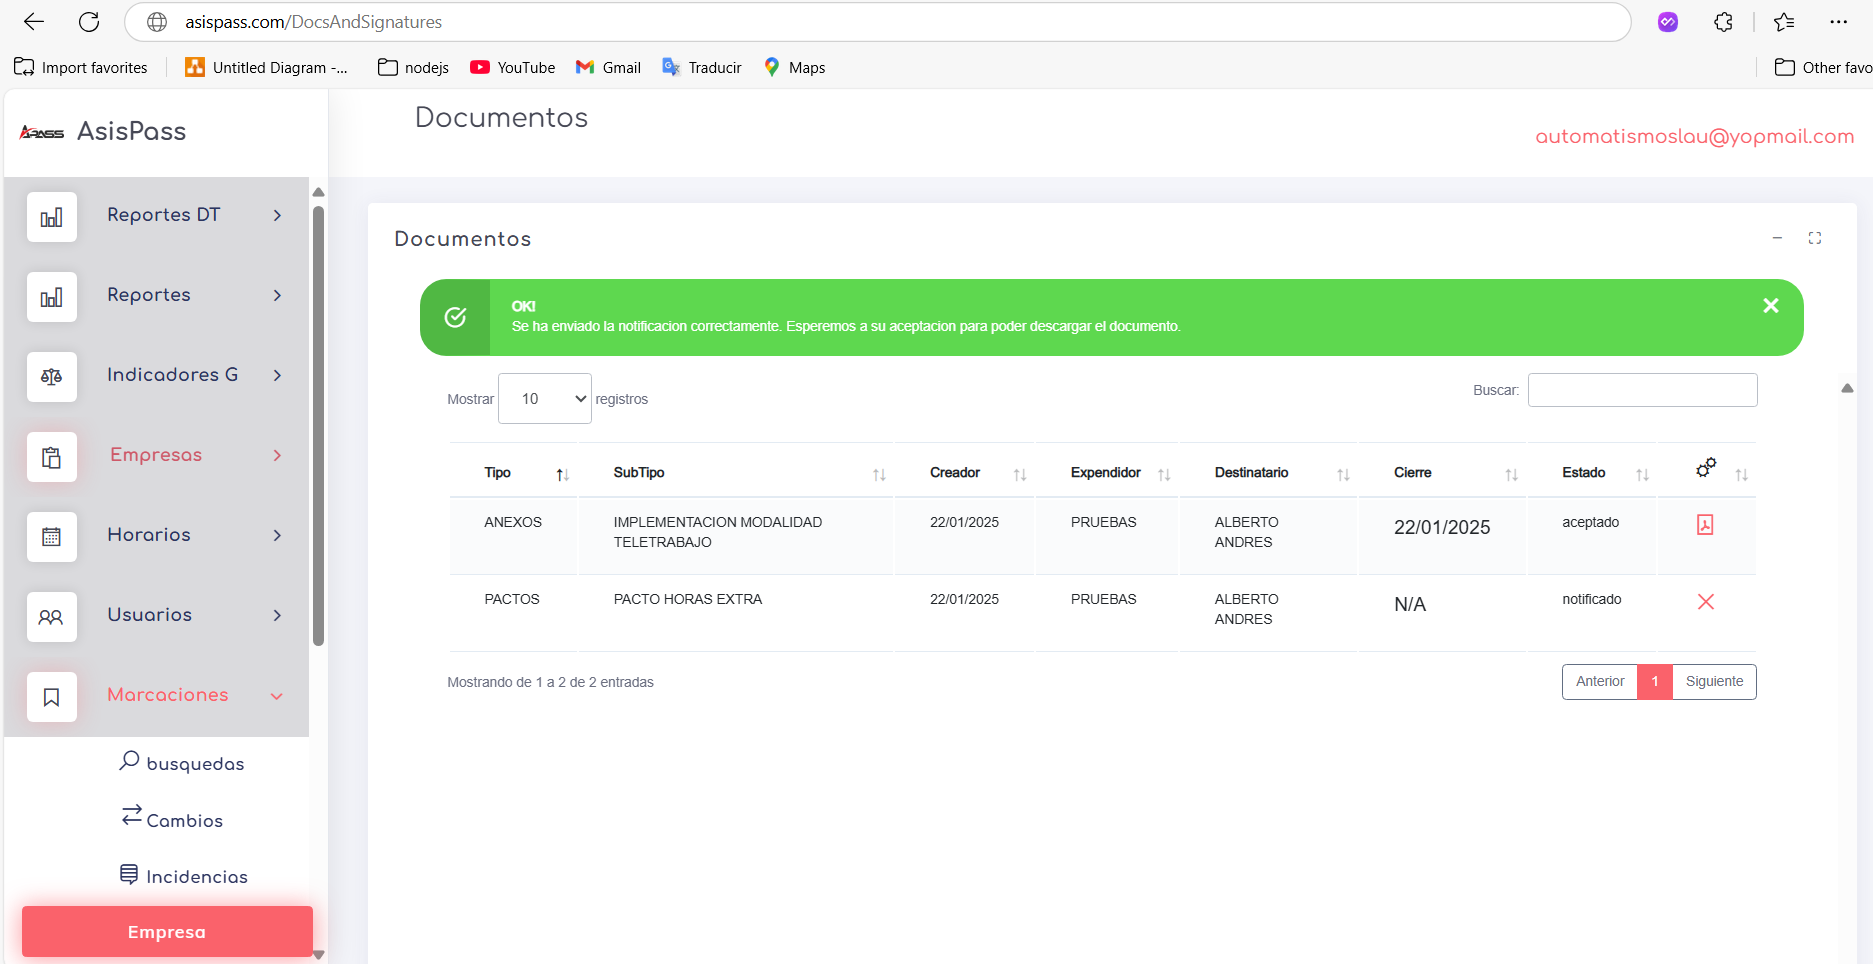 asispass.com/DocsAndSignatures
Import favorites
Untitled Diagram -...
nodejs
YouTube
Gmail
Traducir
Maps
Other favo
APASS AsisPass
Documentos
automatismoslau@yopmail.com
Reportes DT
Reportes
Indicadores G
Empresas
Horarios
Usuarios
Marcaciones
busquedas
Cambios
Incidencias
Empresa
Documentos
OK!
Se ha enviado la notificacion correctamente. Esperemos a su aceptacion para poder descargar el documento.
Mostrar 10 registros
Buscar:
Tipo SubTipo Creador Expendidor Destinatario Cierre Estado
ANEXOS IMPLEMENTACION MODALIDAD TELETRABAJO 22/01/2025 PRUEBAS ALBERTO ANDRES 22/01/2025 aceptado
PACTOS PACTO HORAS EXTRA 22/01/2025 PRUEBAS ALBERTO ANDRES N/A notificado
Mostrando de 1 a 2 de 2 entradas
Anterior 1 Siguiente